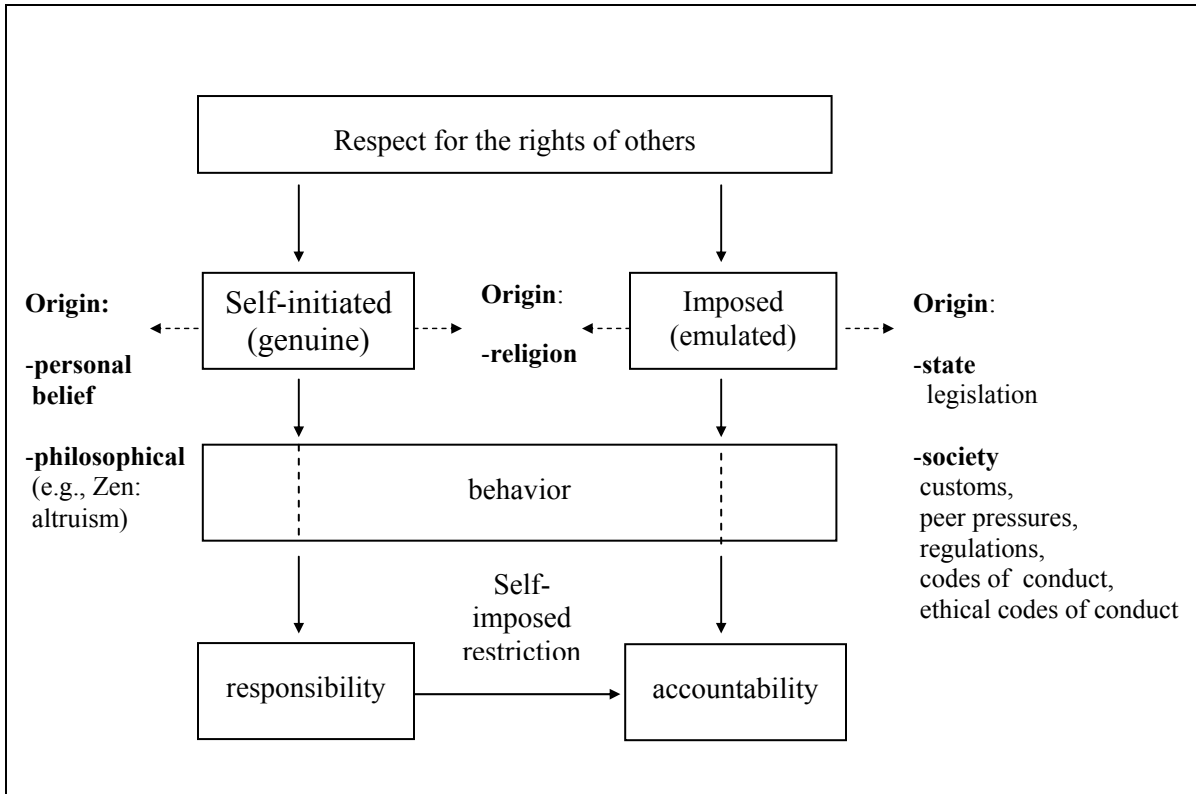 Respect for the rights of others
Origin:
-personal
belief
-philosophical
(e.g., Zen:
altruism)
Self-initiated
(genuine)
Origin:
-religion
Imposed
(emulated)
Origin:
-state
legislation
-society
customs,
peer pressures,
regulations,
codes of conduct,
ethical codes of conduct
behavior
Self-
imposed
restriction
responsibility
accountability